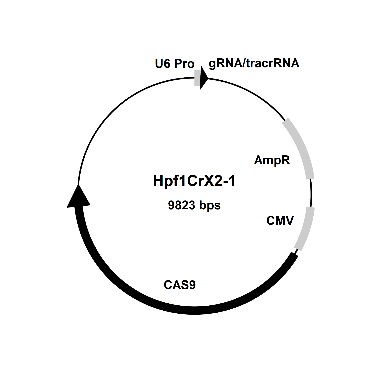 U6 Pro gRNA/tracrRNA
AmpR
Hpf1CrX2-1
9823 bps
CMV
CAS9